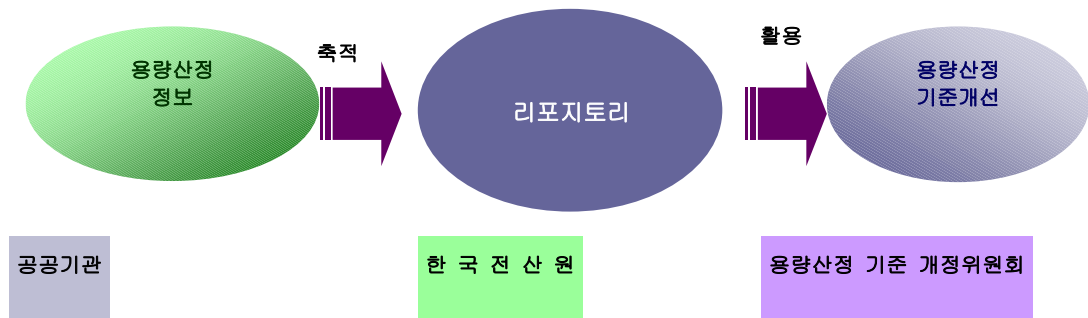 용량산정
정보
축적
리포지토리
활용
용량산정
기준개선
공공기관
한 국 전 산 원
용량산정 기준 개정위원회